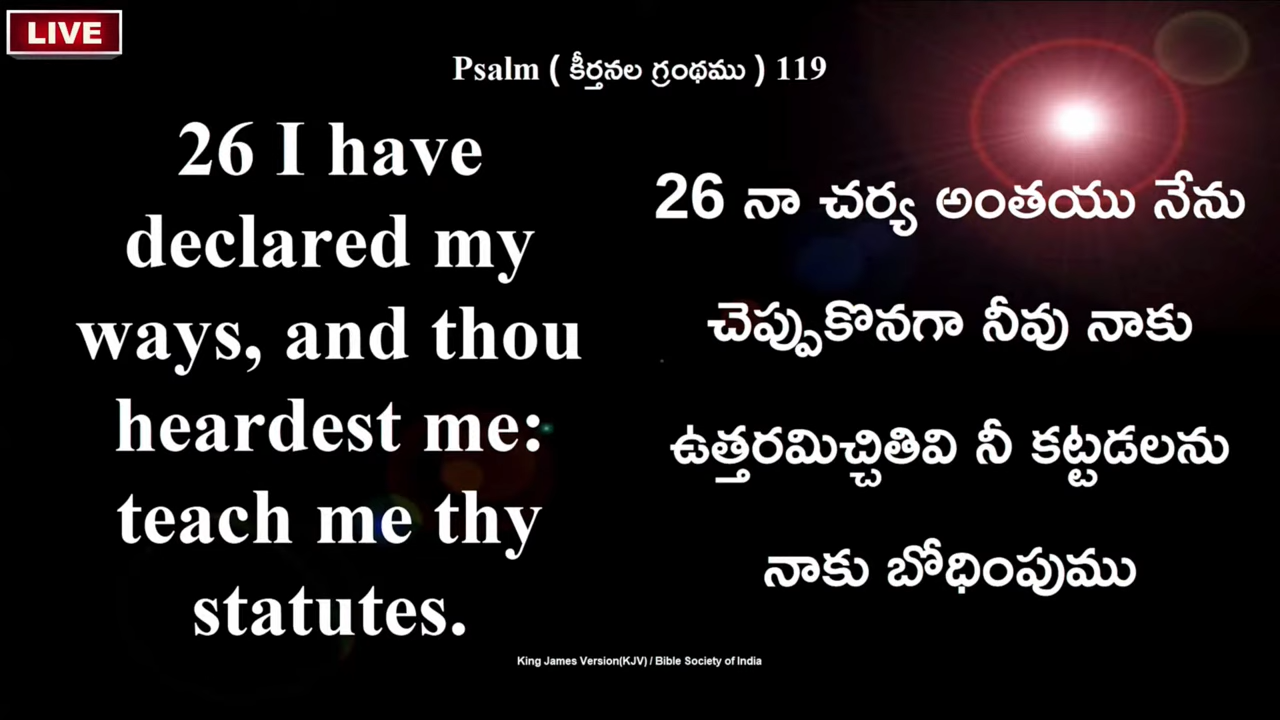 LIVE
Psalm ( కీర్తనల గ్రంథము ) 119
26 I have
declared my
ways, and thou
heardest me:
teach me thy
statutes.
26 నా చర్య అంతయు నేను
చెప్పుకొనగా నీవు నాకు
ఉత్తరమిచ్చితివి నీ కట్టడలను
నాకు బోధింపుము
King James Version(KJV) / Bible Society of India